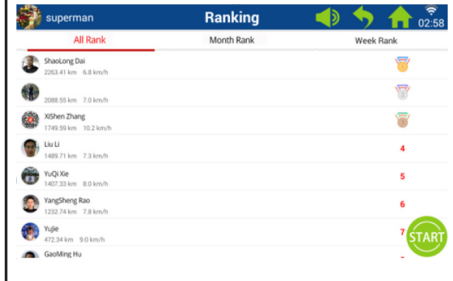 superman
Ranking
02:58
All Rank
Month Rank
Week Rank
ShaoLong Dai
2263.41 km 6.8 km/h
2088.55 km 7.0 km/h
XiShen Zhang
1749.59 km 10.2 km/h
Liu Li
1489.71 km 7.3 km/h
4
YuQi Xie
1407.33 km 8.0 km/h
5
YangSheng Rao
1232.74 km 7.8 km/h
6
Yujie
472.34 km 9.0 km/h
7
START
GaoMing Hu